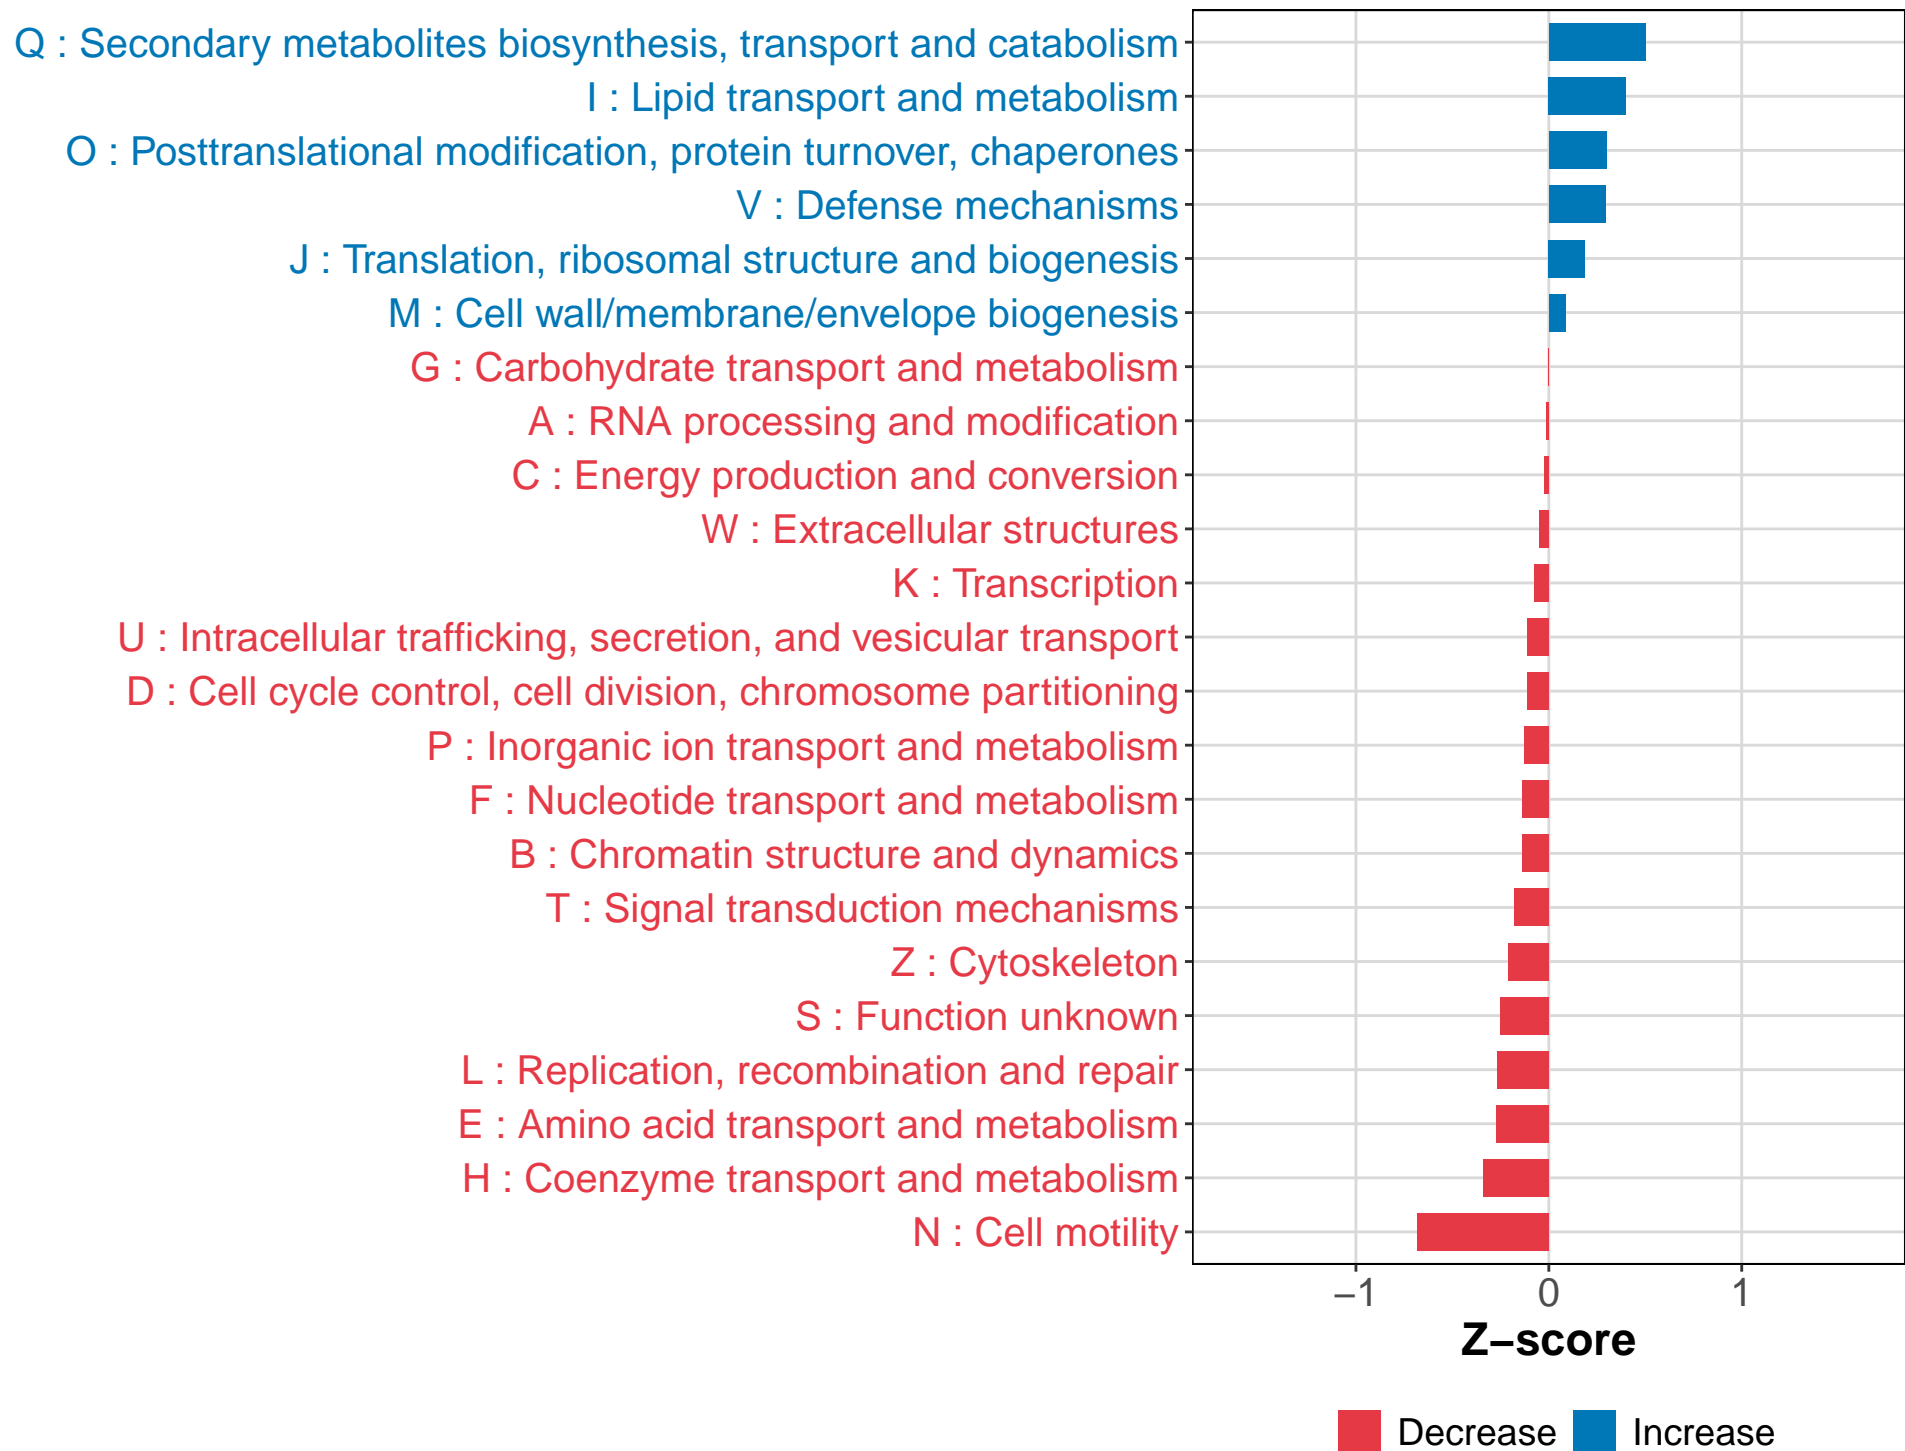 Q : Secondary metabolites biosynthesis, transport and catabolism
I : Lipid transport and metabolism
O : Posttranslational modification, protein turnover, chaperones
V : Defense mechanisms
J : Translation, ribosomal structure and biogenesis
M : Cell wall/membrane/envelope biogenesis
G : Carbohydrate transport and metabolism
A : RNA processing and modification
C : Energy production and conversion
W : Extracellular structures
K : Transcription
U : Intracellular trafficking, secretion, and vesicular transport
D : Cell cycle control, cell division, chromosome partitioning
P : Inorganic ion transport and metabolism
F : Nucleotide transport and metabolism
B : Chromatin structure and dynamics
T : Signal transduction mechanisms
Z : Cytoskeleton
S : Function unknown
L : Replication, recombination and repair
E : Amino acid transport and metabolism
H : Coenzyme transport and metabolism
N : Cell motility
−1 0 1
Z−score
Decrease Increase